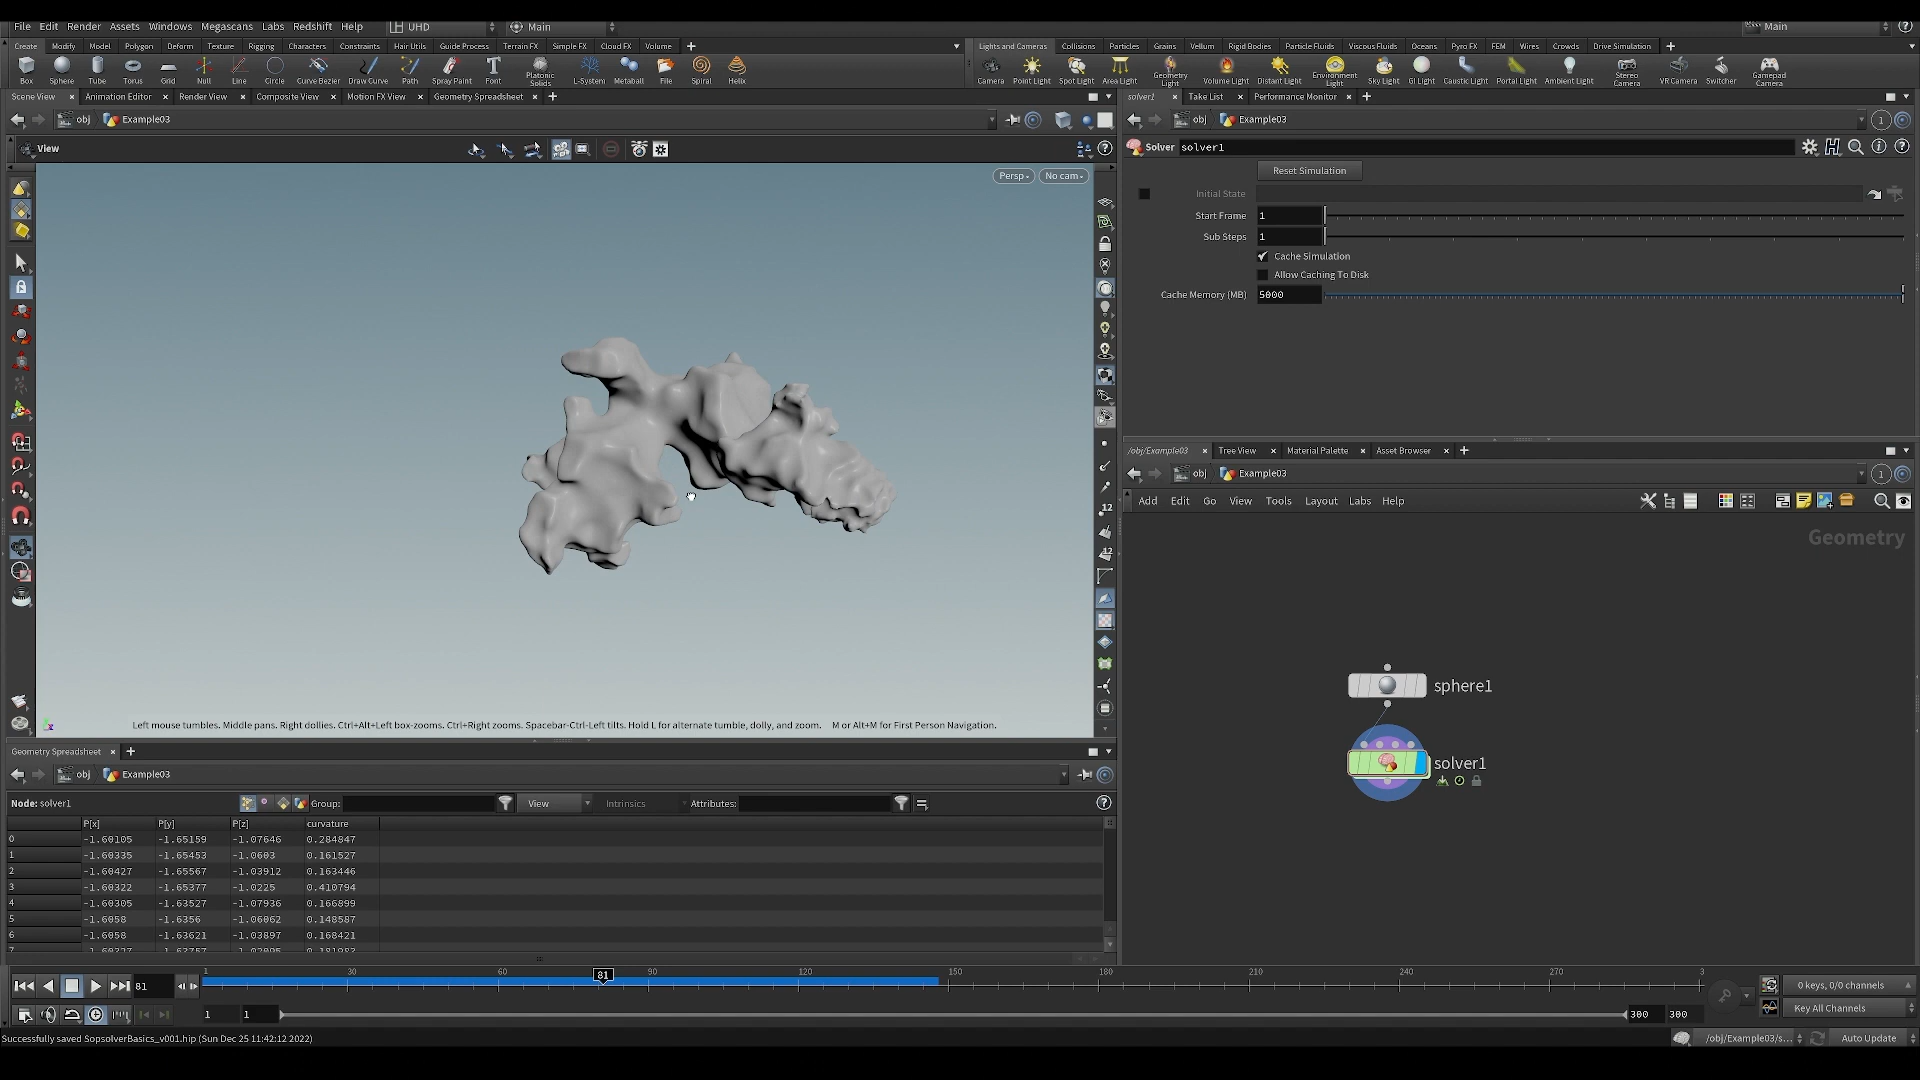 File Edit Render Assets Windows Megascans Labs Redshift Help UHD Main Main
Create Modify Model Polygon Deform Texture Rigging Characters Constraints Hair Utils Guide Process Terrain FX Simple FX Cloud FX Volume
Lights and Cameras Collisions Particles Grains Vellum Rigid Bodies Particle Fluids Viscous Fluids Oceans Pyro FX FEM Wires Crowds Drive Simulation
Box Sphere Tube Torus Grid Null Line Circle Curve Bezier Draw Curve Path Spray Paint Font Platonic Solids L-System Metaball File Spiral Helix
Camera Point Light Spot Light Area Light Geometry Light Volume Light Distant Light Environment Light Sky Light GI Light Caustic Light Portal Light Ambient Light Stereo Camera VR Camera Switcher Gamepad Camera
Scene View Animation Editor Render View Composite View Motion FX View Geometry Spreadsheet
solver1 Take List Performance Monitor
obj Example03
obj Example03
View
Solver solver1
Reset Simulation
Persp No cam
Initial State
Start Frame 1
Sub Steps 1
Cache Simulation
Allow Caching To Disk
Cache Memory (MB) 5000
/obj/Example03 Tree View Material Palette Asset Browser
obj Example03
Add Edit Go View Tools Layout Labs Help
Geometry
12
12
sphere1
solver1
Left mouse tumbles. Middle pans. Right dollies. Ctrl+Alt+Left box-zooms. Ctrl+Right zooms. Spacebar-Ctrl-Left tilts. Hold L for alternate tumble, dolly, and zoom. M or Alt+M for First Person Navigation.
Geometry Spreadsheet
obj Example03
Node: solver1 Group: View Intrinsics Attributes:
P[x] P[y] P[z] curvature
0 -1.60105 -1.65159 -1.07646 0.284847
1 -1.60335 -1.65453 -1.0603 0.161527
2 -1.60427 -1.65567 -1.03912 0.163446
3 -1.60322 -1.65377 -1.0225 0.410794
4 -1.60305 -1.63527 -1.07936 0.166899
5 -1.6058 -1.6356 -1.06062 0.148587
6 -1.6058 -1.63621 -1.03897 0.168421
1 30 60 81 90 120 150 180 210 240 270 3
81
0 keys, 0/0 channels
1 1 300 300
Key All Channels
Successfully saved SopsolverBasics_v001.hip (Sun Dec 25 11:42:12 2022)
/obj/Example03/s... Auto Update